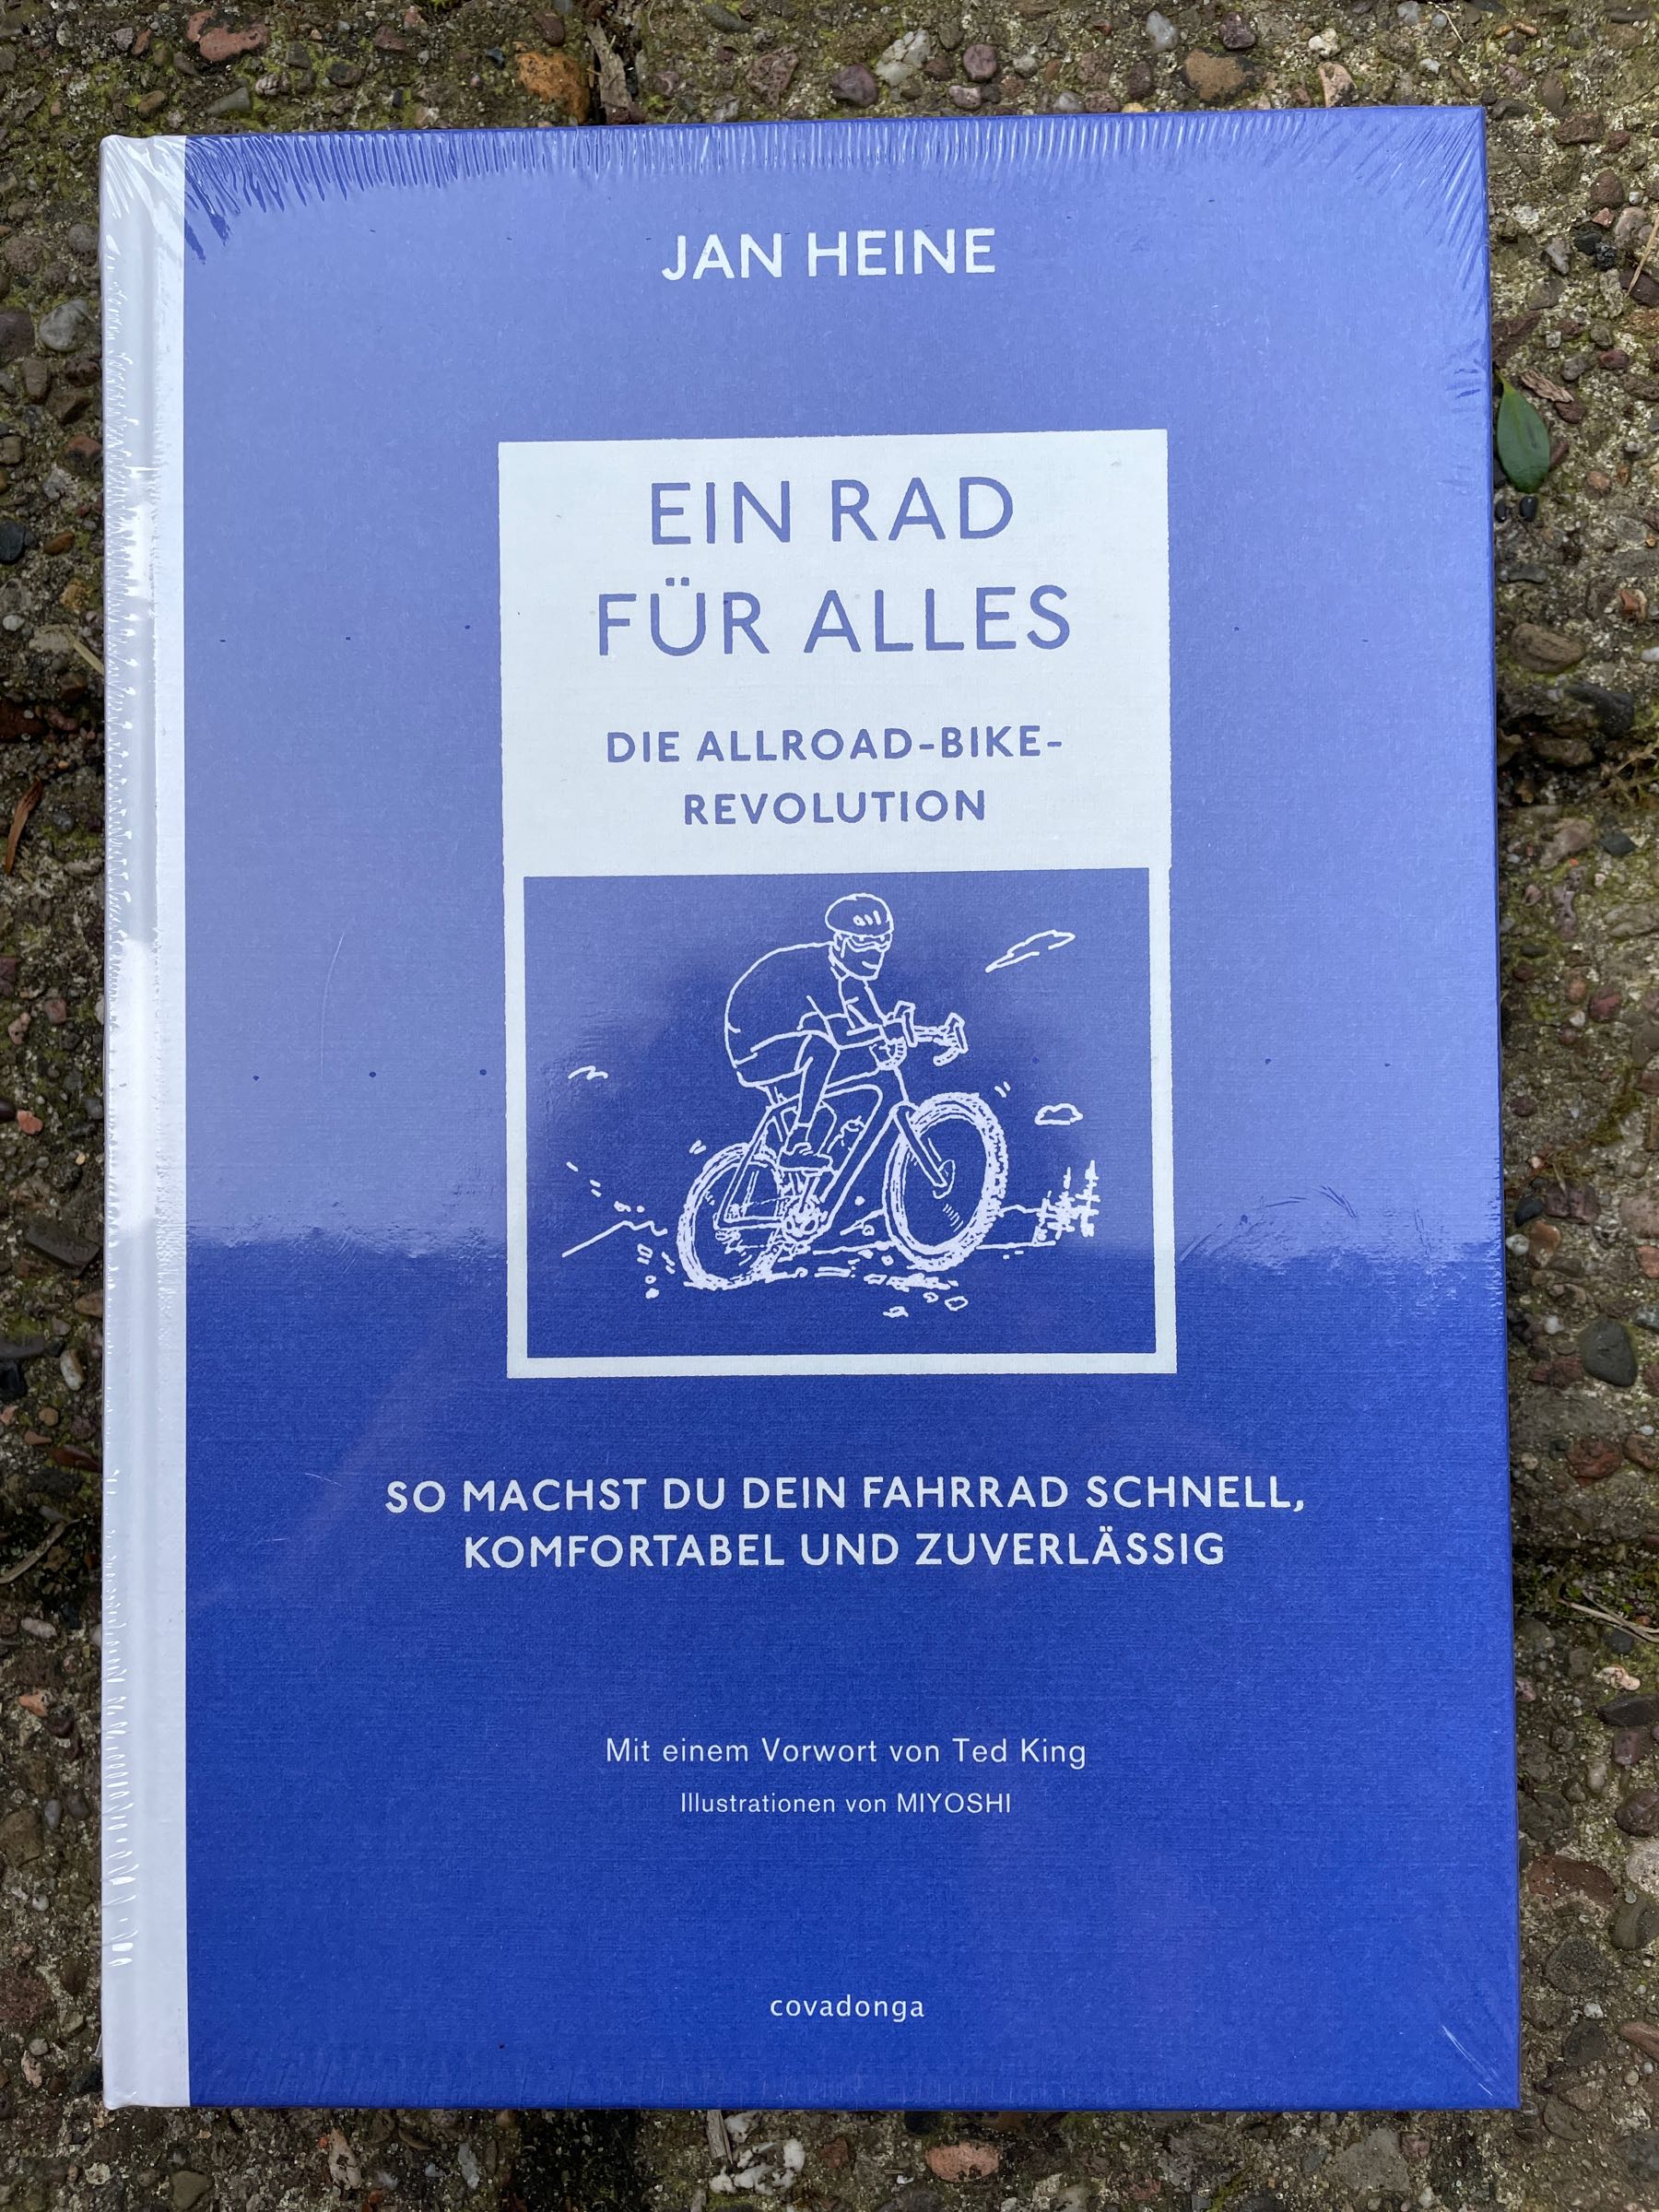 JAN HEINE
EIN RAD
FÜR ALLES
DIE ALLROAD-BIKE-
REVOLUTION
SO MACHST DU DEIN FAHRRAD SCHNELL,
KOMFORTABEL UND ZUVERLÄSSIG
Mit einem Vorwort von Ted King
Illustrationen von MIYOSHI
covadonga